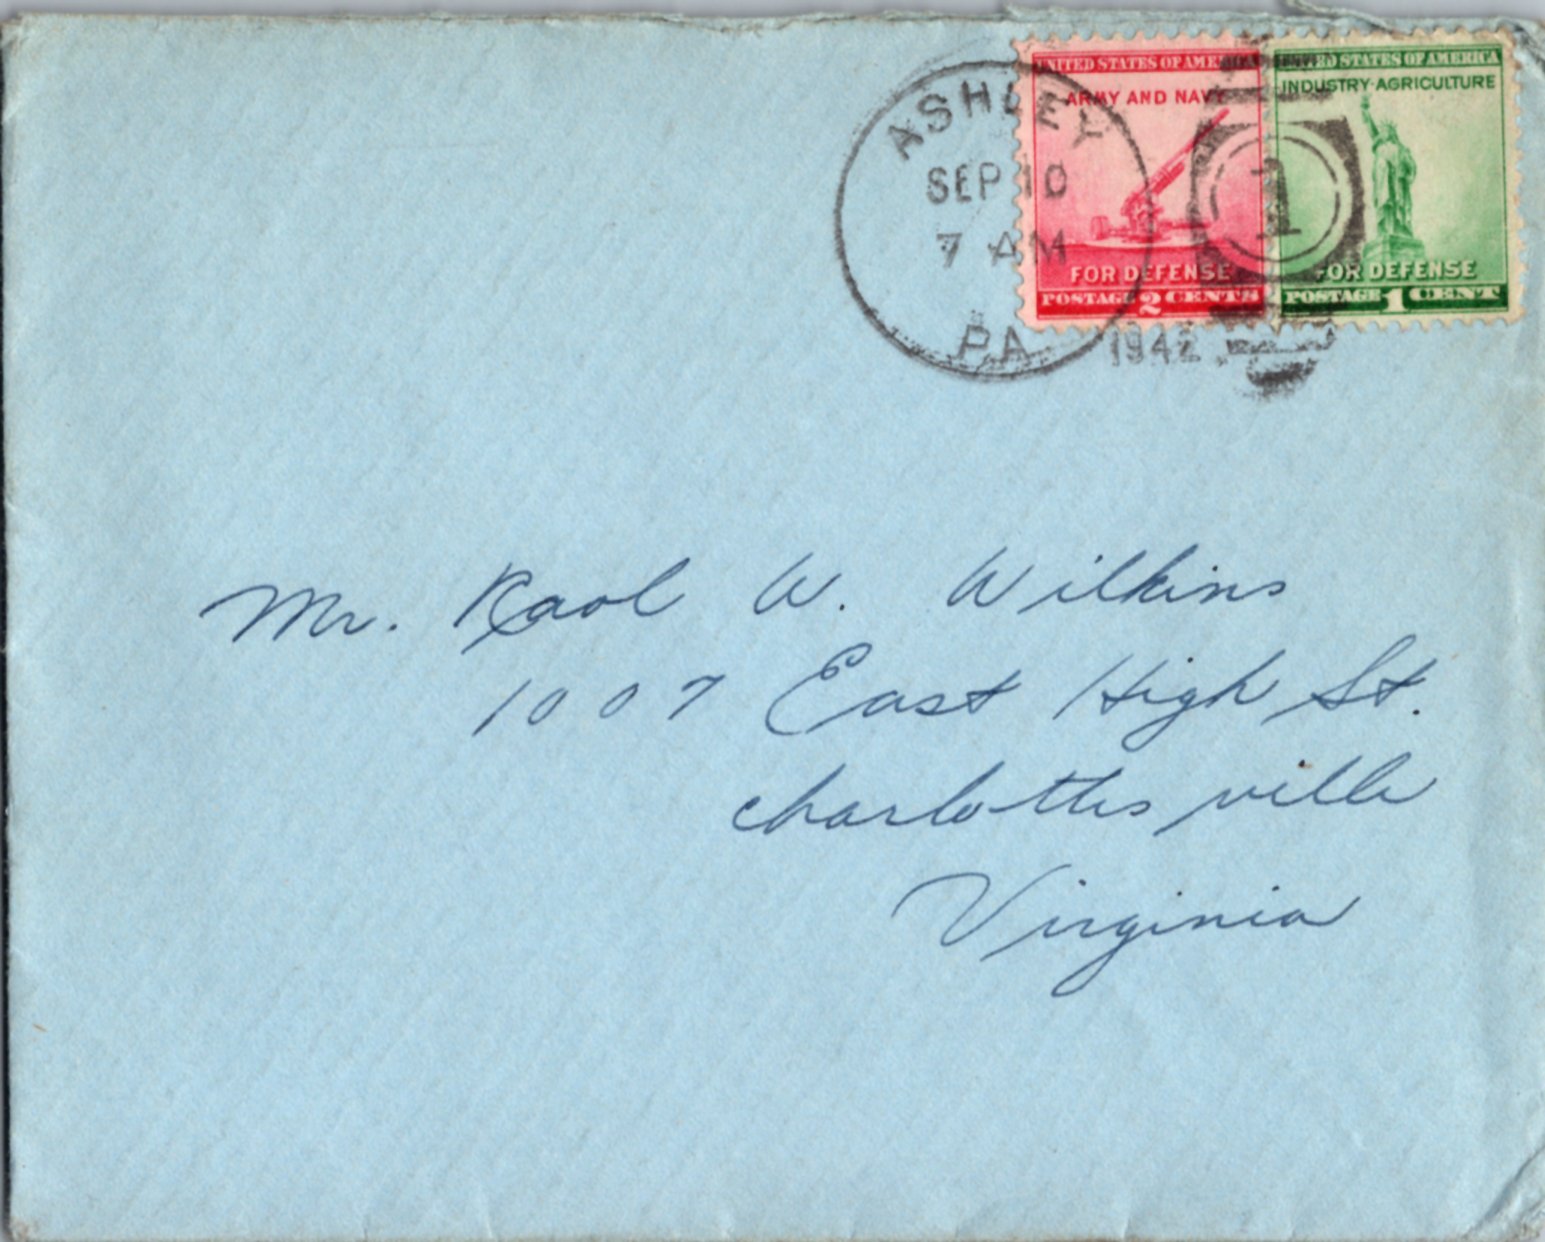 UNITED STATES OF AMERICA
ARMY AND NAVY
FOR DEFENSE
POSTAGE 2 CENTS
UNITED STATES OF AMERICA
INDUSTRY·AGRICULTURE
FOR DEFENSE
POSTAGE 1 CENT
ASHLEY
SEP 10
7 AM
PA
1942
1
Mr. Raol W. Wilkins
1007 East High St.
Charlottesville
Virginia